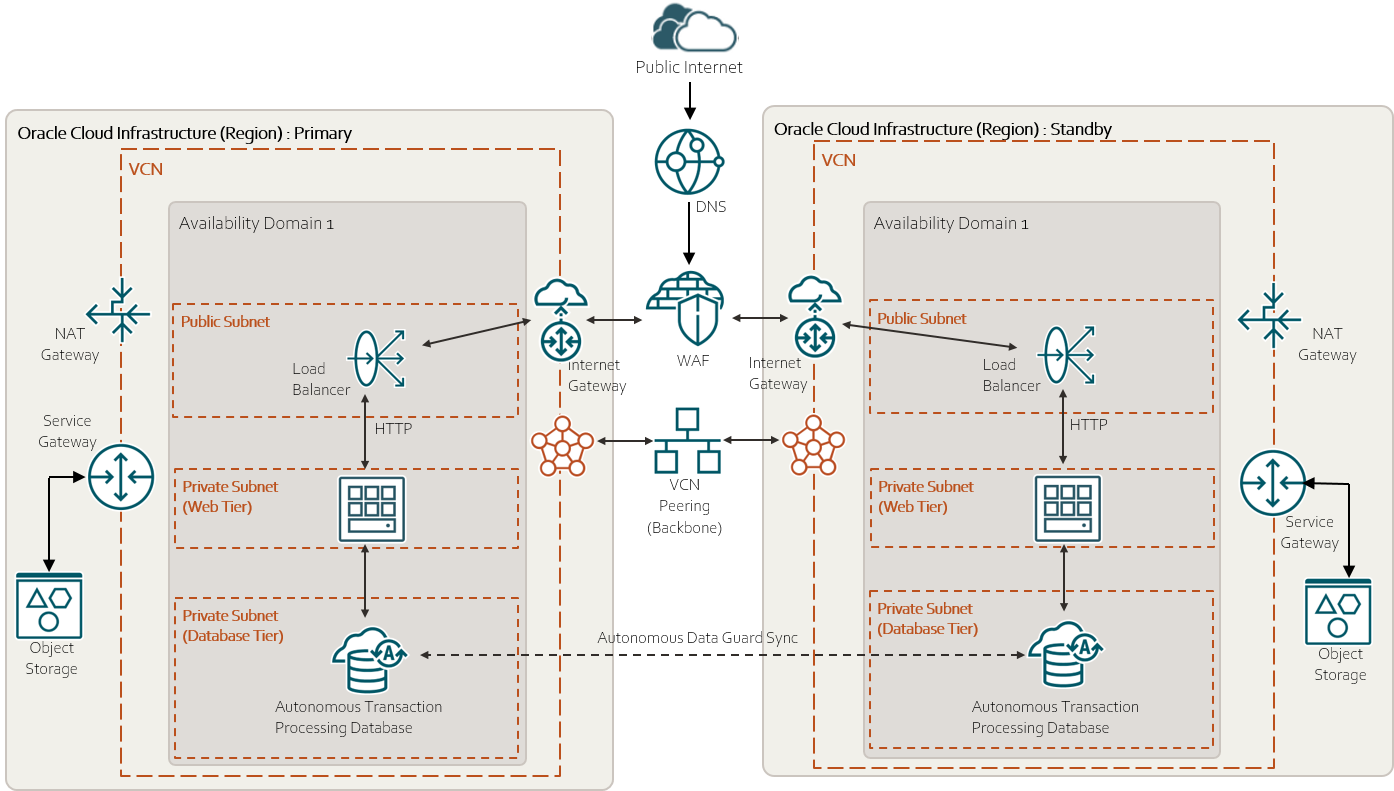 Public Internet
DNS
WAF
VCN
Peering
(Backbone)
Autonomous Data Guard Sync
Oracle Cloud Infrastructure (Region) : Primary
VCN
Availability Domain 1
NAT
Gateway
Public Subnet
Load
Balancer
Internet
Gateway
HTTP
Service
Gateway
Private Subnet
(Web Tier)
Object
Storage
Private Subnet
(Database Tier)
A
Autonomous Transaction
Processing Database
Oracle Cloud Infrastructure (Region) : Standby
VCN
Availability Domain 1
Internet
Gateway
Public Subnet
Load
Balancer
NAT
Gateway
HTTP
Private Subnet
(Web Tier)
Service
Gateway
Private Subnet
(Database Tier)
A
Autonomous Transaction
Processing Database
Object
Storage